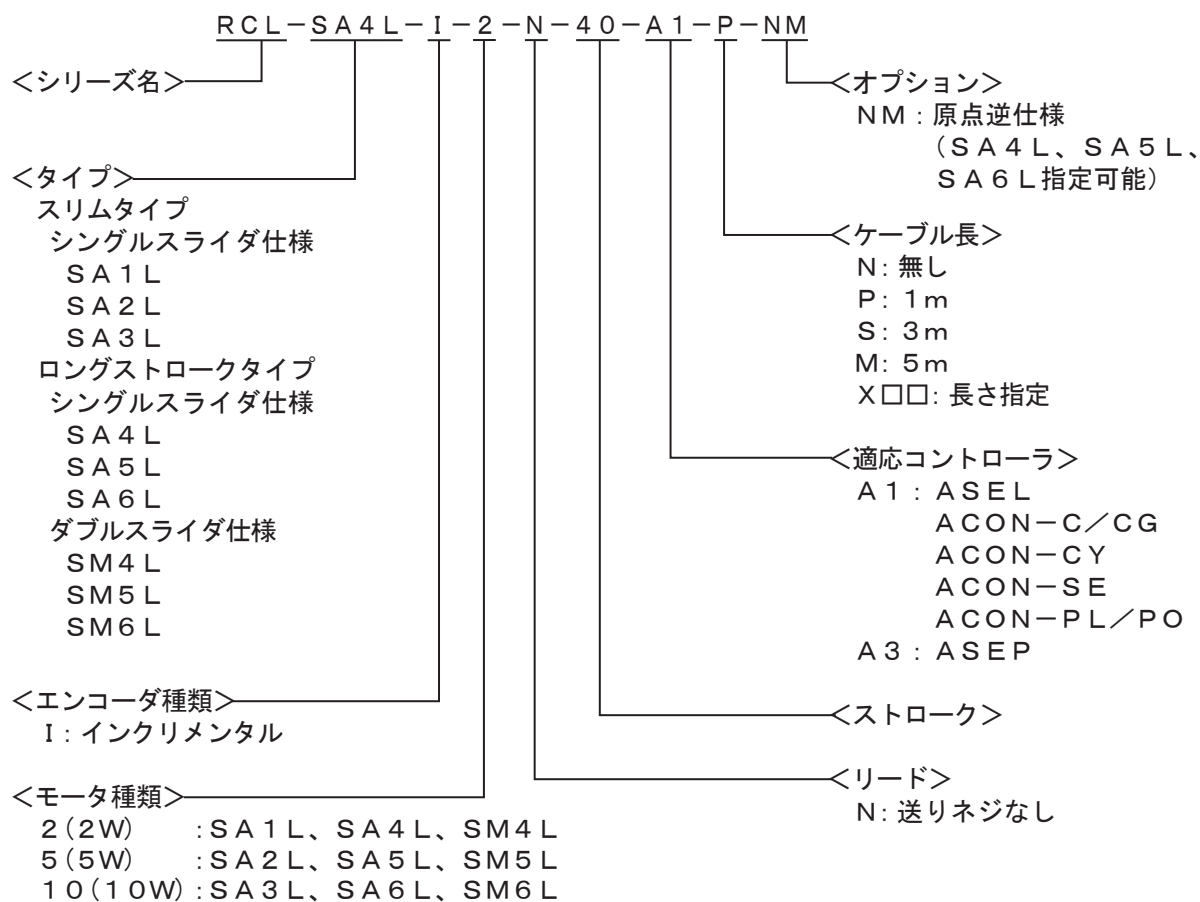 RCL－SA4L－I－2－N－40－A1－P－NM
＜シリーズ名＞
＜タイプ＞
スリムタイプ
シングルスライダ仕様
SA1L
SA2L
SA3L
ロングストロークタイプ
シングルスライダ仕様
SA4L
SA5L
SA6L
ダブルスライダ仕様
SM4L
SM5L
SM6L
＜エンコーダ種類＞
I：インクリメンタル
＜モータ種類＞
2（2W）：SA1L、SA4L、SM4L
5（5W）：SA2L、SA5L、SM5L
10（10W）：SA3L、SA6L、SM6L
＜オプション＞
NM：原点逆仕様
（SA4L、SA5L、
SA6L指定可能）
＜ケーブル長＞
N：無し
P：1m
S：3m
M：5m
X□□：長さ指定
＜適応コントローラ＞
A1：ASEL
ACON－C／CG
ACON－CY
ACON－SE
ACON－PL／PO
A3：ASEP
＜ストローク＞
＜リード＞
N：送りネジなし